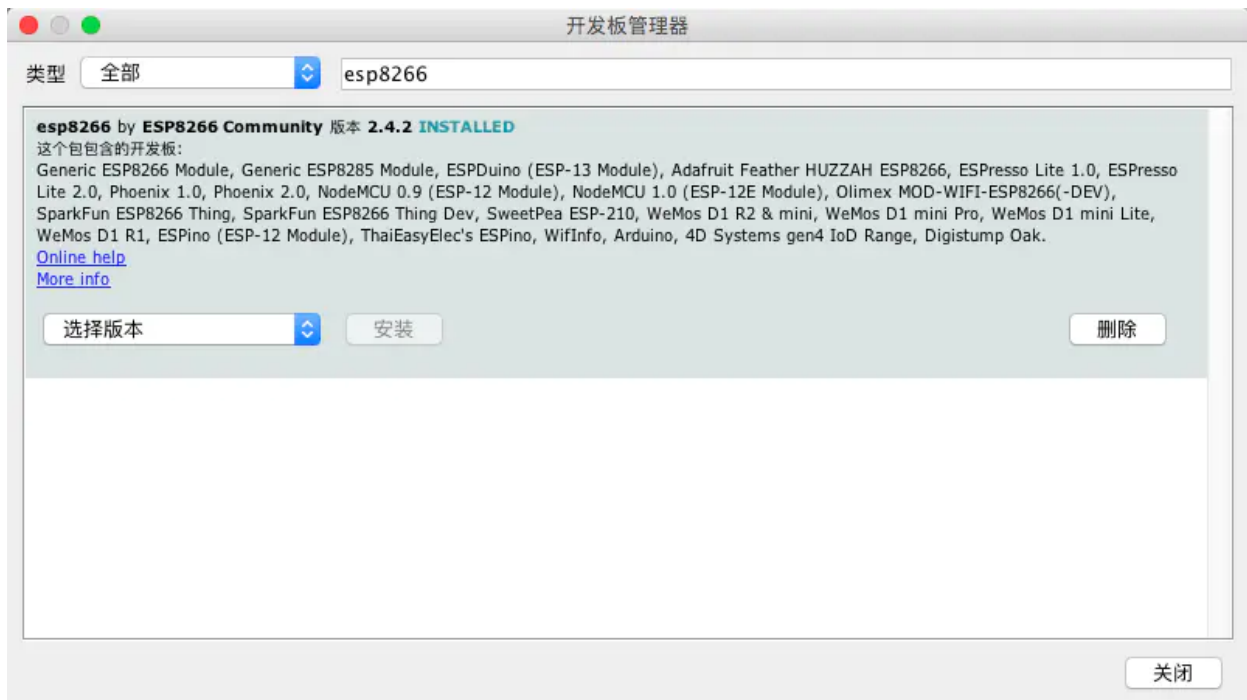 开发板管理器
类型 全部 esp8266
esp8266 by ESP8266 Community 版本 2.4.2 INSTALLED
这个包包含的开发板:
Generic ESP8266 Module, Generic ESP8285 Module, ESPDuino (ESP-13 Module), Adafruit Feather HUZZAH ESP8266, ESPresso Lite 1.0, ESPresso
Lite 2.0, Phoenix 1.0, Phoenix 2.0, NodeMCU 0.9 (ESP-12 Module), NodeMCU 1.0 (ESP-12E Module), Olimex MOD-WIFI-ESP8266(-DEV),
SparkFun ESP8266 Thing, SparkFun ESP8266 Thing Dev, SweetPea ESP-210, WeMos D1 R2 & mini, WeMos D1 mini Pro, WeMos D1 mini Lite,
WeMos D1 R1, ESPino (ESP-12 Module), ThaiEasyElec's ESPino, WifInfo, Arduino, 4D Systems gen4 IoD Range, Digistump Oak.
Online help
More info
选择版本 安装 删除
关闭